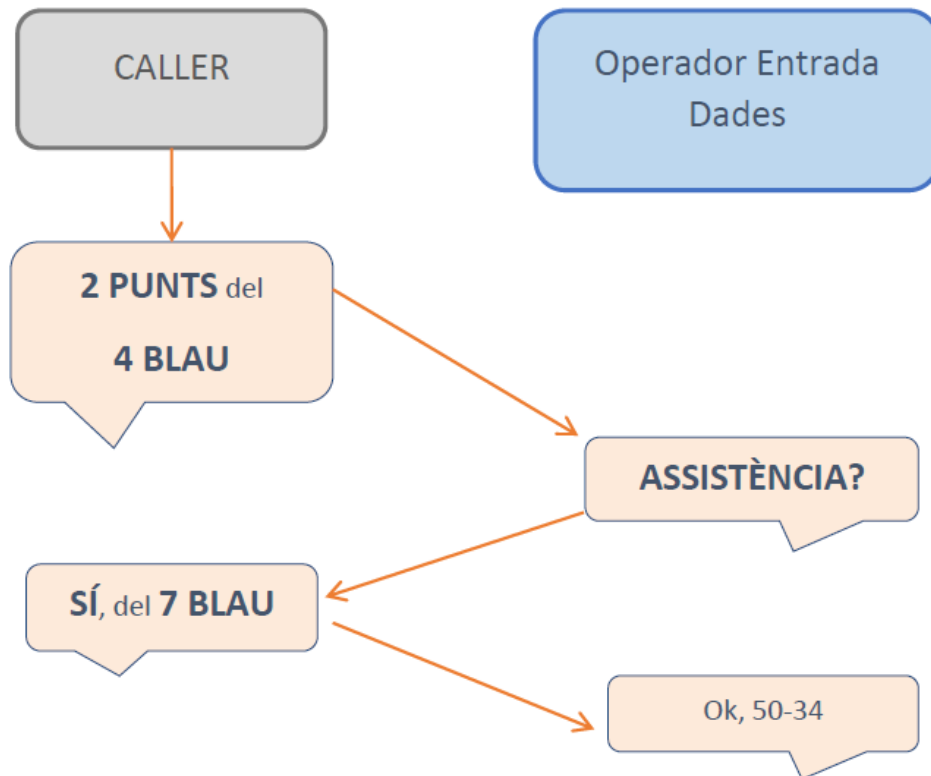 CALLER
Operador Entrada
Dades
2 PUNTS del
4 BLAU
ASSISTÈNCIA?
SÍ, del 7 BLAU
Ok, 50-34